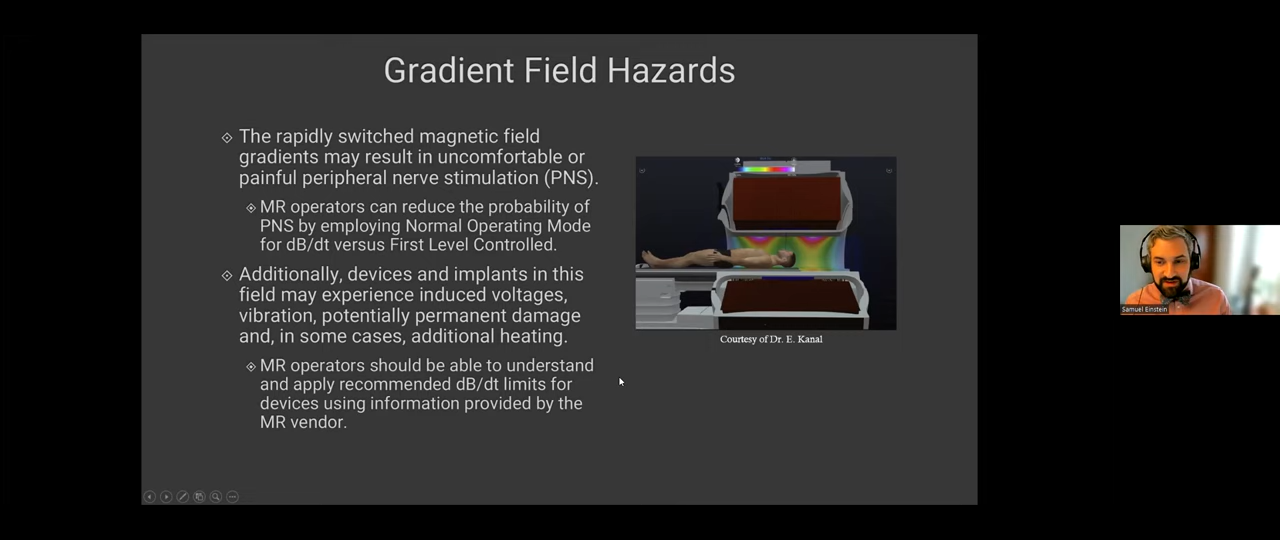 Gradient Field Hazards
The rapidly switched magnetic field
gradients may result in uncomfortable or
painful peripheral nerve stimulation (PNS).
MR operators can reduce the probability of
PNS by employing Normal Operating Mode
for dB/dt versus First Level Controlled.
Additionally, devices and implants in this
field may experience induced voltages,
vibration, potentially permanent damage
and, in some cases, additional heating.
MR operators should be able to understand
and apply recommended dB/dt limits for
devices using information provided by the
MR vendor.
Courtesy of Dr. E. Kanal
Samuel Einstein